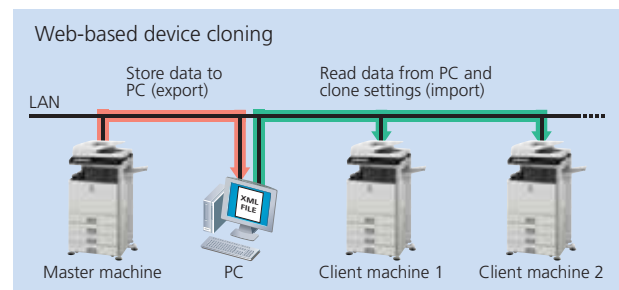 Web-based device cloning
Store data to
PC (export)
Read data from PC and
clone settings (import)
LAN
XML
FILE
Master machine
PC
Client machine 1
Client machine 2